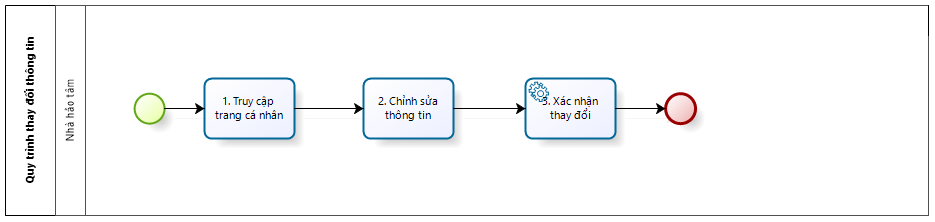 Quy trình thay đổi thông tin
Nhà hảo tâm
1. Truy cập
trang cá nhân
2. Chỉnh sửa
thông tin
3. Xác nhận
thay đổi